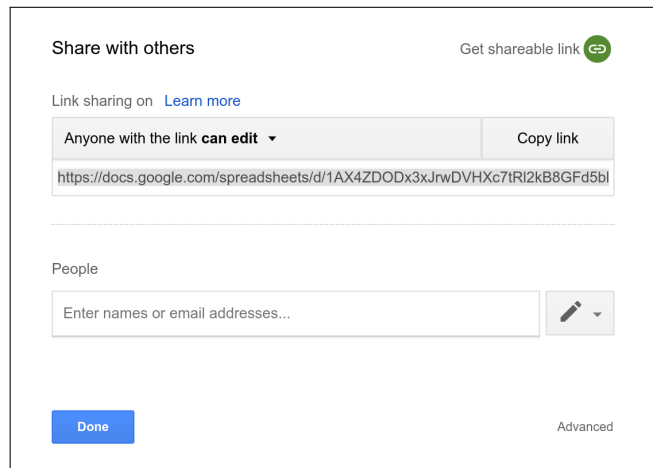 Share with others
Get shareable link
Link sharing on Learn more
Anyone with the link can edit
Copy link
https://docs.google.com/spreadsheets/d/1AX4ZDODx3xJrwDVHXc7tRl2kB8GFd5bl
People
Enter names or email addresses...
Done
Advanced